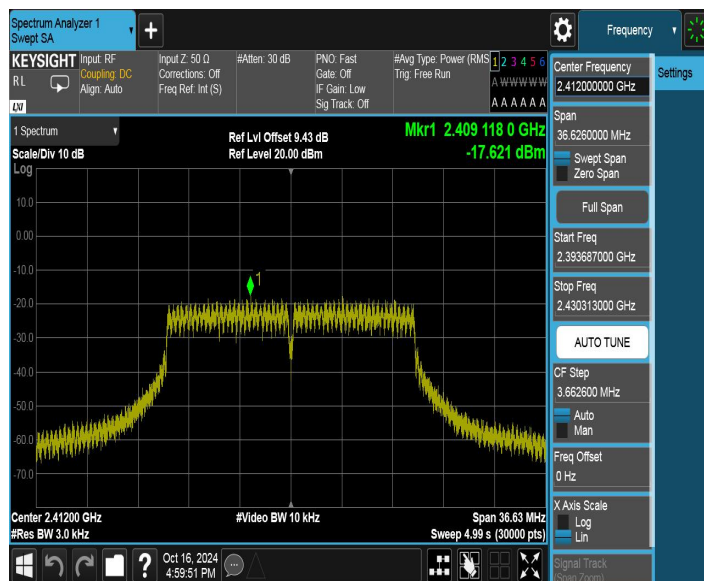 Spectrum Analyzer 1
Swept SA
Frequency
KEYSIGHT
RL
LNI
Input: RF
Coupling: DC
Align: Auto
Input Z: 50 Ω
Corrections: Off
Freq Ref: Int (S)
#Atten: 30 dB
PNO: Fast
Gate: Off
IF Gain: Low
Sig Track: Off
#Avg Type: Power (RMS
Trig: Free Run
1 2 3 4 5 6
A W W W W W
A A A A A A
Center Frequency
2.412000000 GHz
Settings
Span
36.6260000 MHz
Swept Span
Zero Span
Full Span
Start Freq
2.393687000 GHz
Stop Freq
2.430313000 GHz
AUTO TUNE
CF Step
3.662600 MHz
Auto
Man
Freq Offset
0 Hz
X Axis Scale
Log
Lin
Signal Track
(Span Zoom)
1 Spectrum
Scale/Div 10 dB
Log
Ref Lvl Offset 9.43 dB
Ref Level 20.00 dBm
Mkr1 2.409 118 0 GHz
-17.621 dBm
10.0
0.00
-10.0
-20.0
-30.0
-40.0
-50.0
-60.0
-70.0
1
Center 2.41200 GHz
#Res BW 3.0 kHz
#Video BW 10 kHz
Span 36.63 MHz
Sweep 4.99 s (30000 pts)
?
Oct 16, 2024
4:59:51 PM